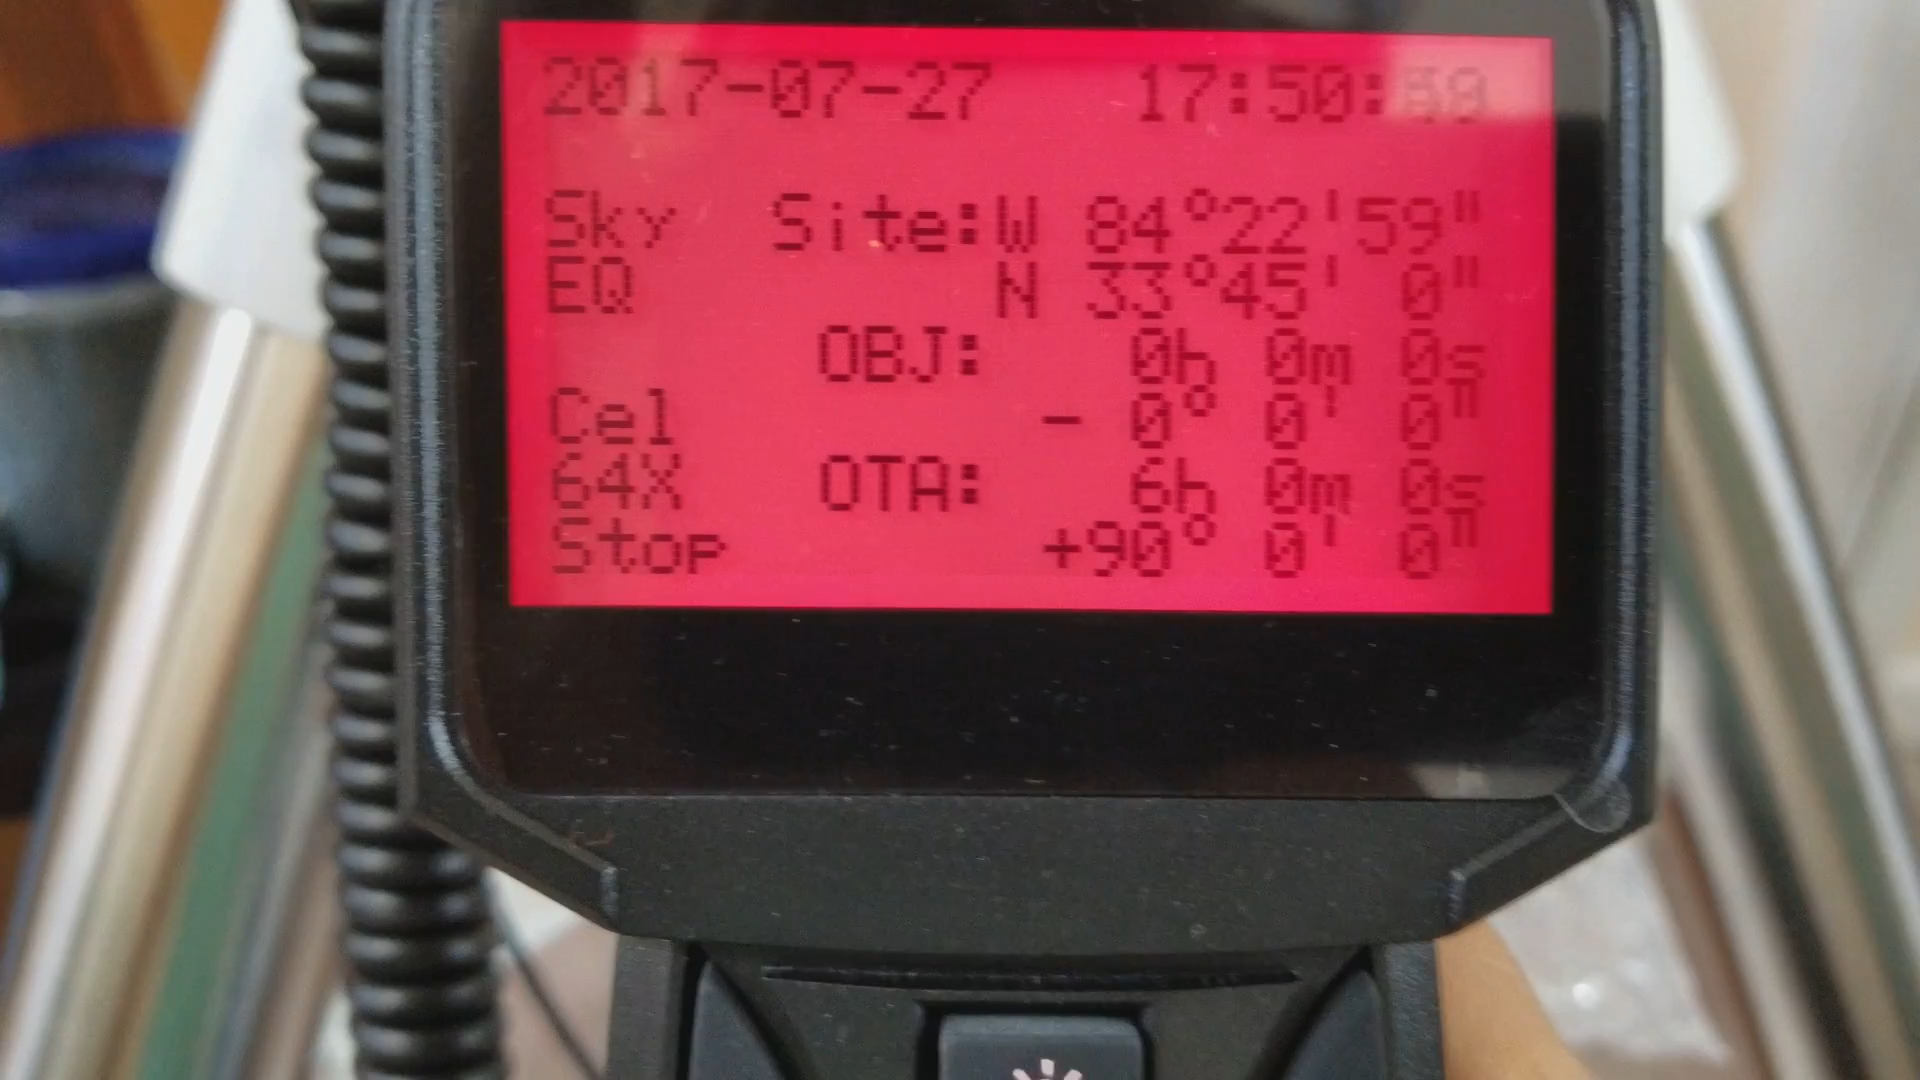 2017-07-27 17:50:59
Sky Site:W 84°22'59"
EQ N 33°45' 0"
OBJ: 0h 0m 0s
Cel - 0° 0' 0"
64X OTA: 6h 0m 0s
Stop +90° 0' 0"